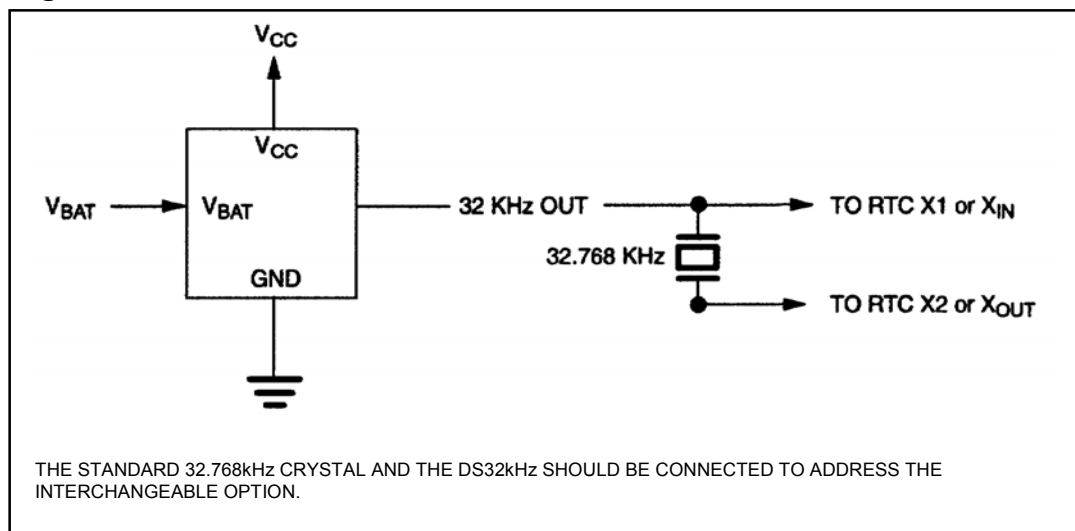 VCC
VCC
VBAT
VBAT
32 KHz OUT
TO RTC X1 or XIN
32.768 KHz
GND
TO RTC X2 or XOUT
THE STANDARD 32.768kHz CRYSTAL AND THE DS32kHz SHOULD BE CONNECTED TO ADDRESS THE
INTERCHANGEABLE OPTION.